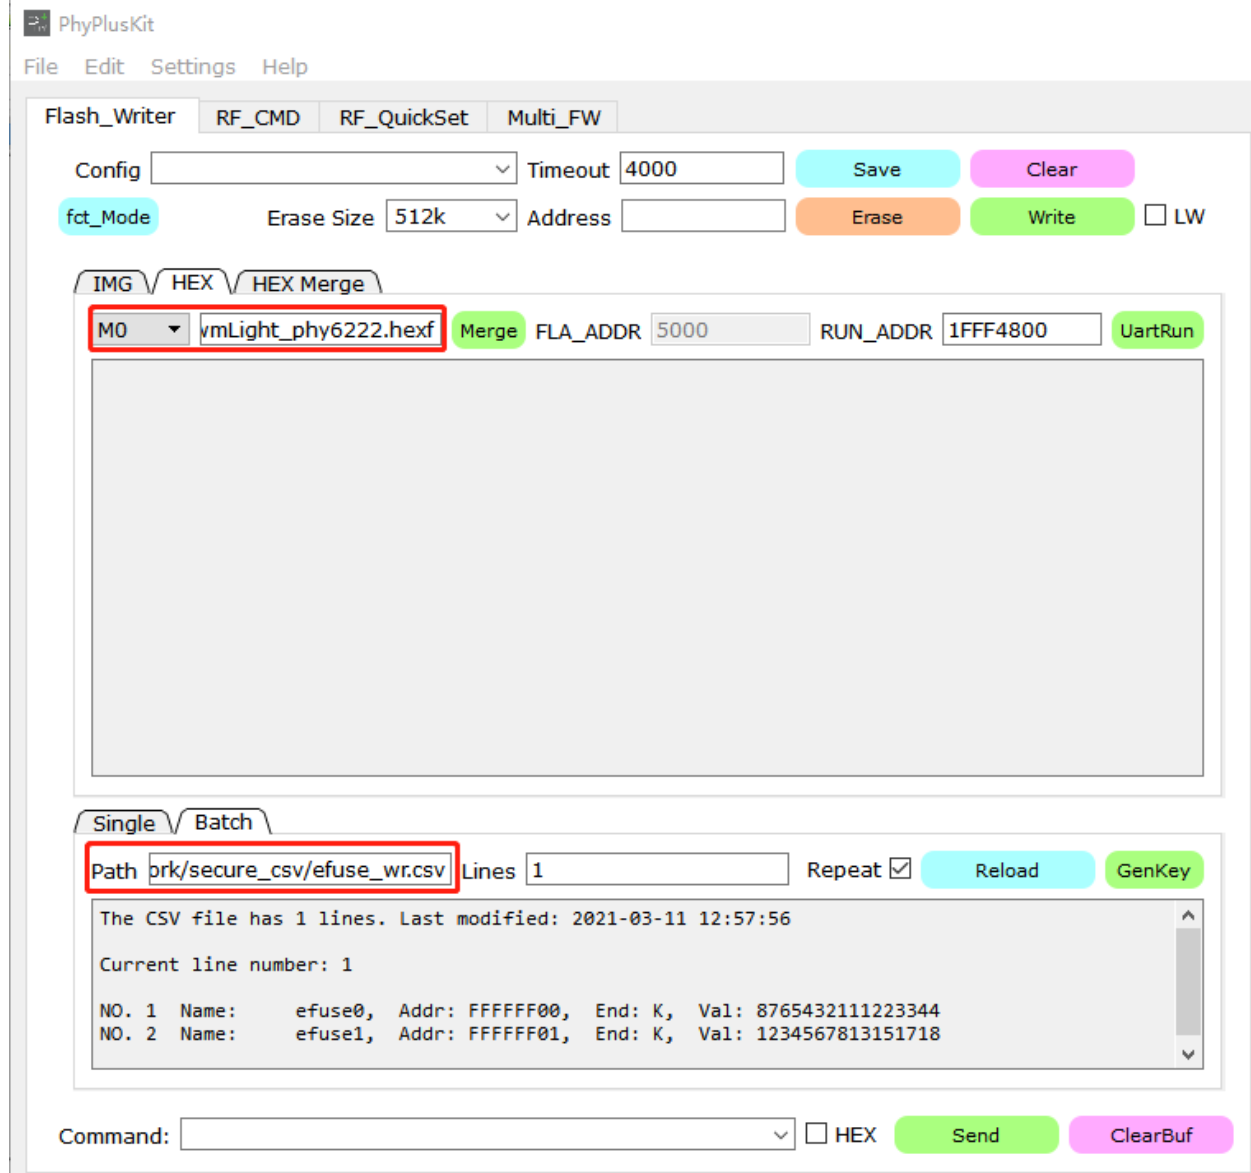 PhyPlusKit
File Edit Settings Help
Flash_Writer RF_CMD RF_QuickSet Multi_FW
Config Timeout 4000 Save Clear
fct_Mode Erase Size 512k Address Erase Write LW
IMG HEX HEX Merge
M0 vmLight_phy6222.hexf Merge FLA_ADDR 5000 RUN_ADDR 1FFF4800 UartRun
Single Batch
Path ork/secure_csv/efuse_wr.csv Lines 1 Repeat Reload GenKey
The CSV file has 1 lines. Last modified: 2021-03-11 12:57:56
Current line number: 1
NO. 1 Name: efuse0, Addr: FFFFFF00, End: K, Val: 8765432111223344
NO. 2 Name: efuse1, Addr: FFFFFF01, End: K, Val: 1234567813151718
Command: HEX Send ClearBuf